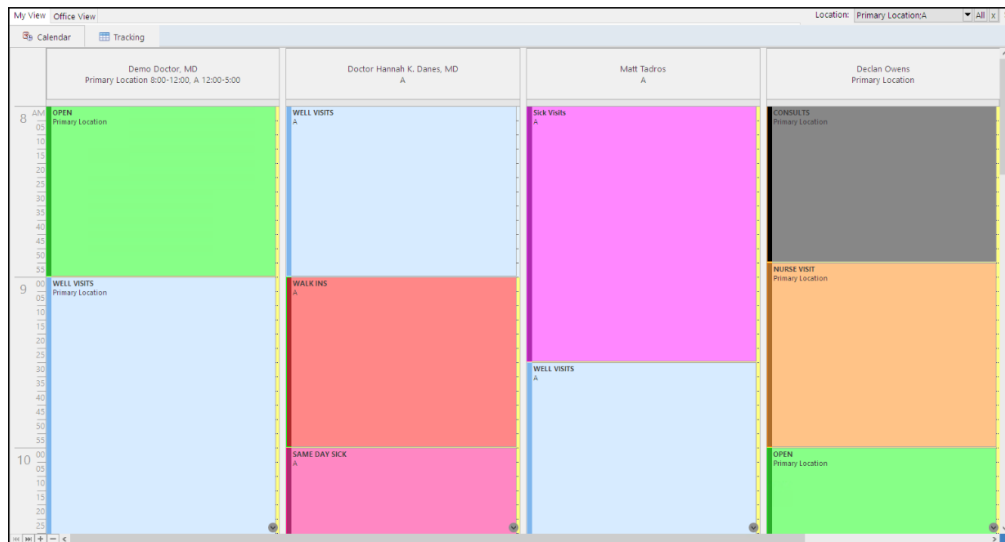 My View Office View Location: Primary Location;A All x
Calendar Tracking
Demo Doctor, MD
Primary Location 8:00-12:00, A 12:00-5:00
Doctor Hannah K. Danes, MD
A
Matt Tadros
A
Declan Owens
Primary Location
8 AM
05
10
15
20
25
30
35
40
45
50
55
9 00
05
10
15
20
25
30
35
40
45
50
55
10 00
05
10
15
20
25
OPEN
Primary Location
WELL VISITS
Primary Location
WELL VISITS
A
WALK INS
A
SAME DAY SICK
A
Sick Visits
A
WELL VISITS
A
CONSULTS
Primary Location
NURSE VISIT
Primary Location
OPEN
Primary Location